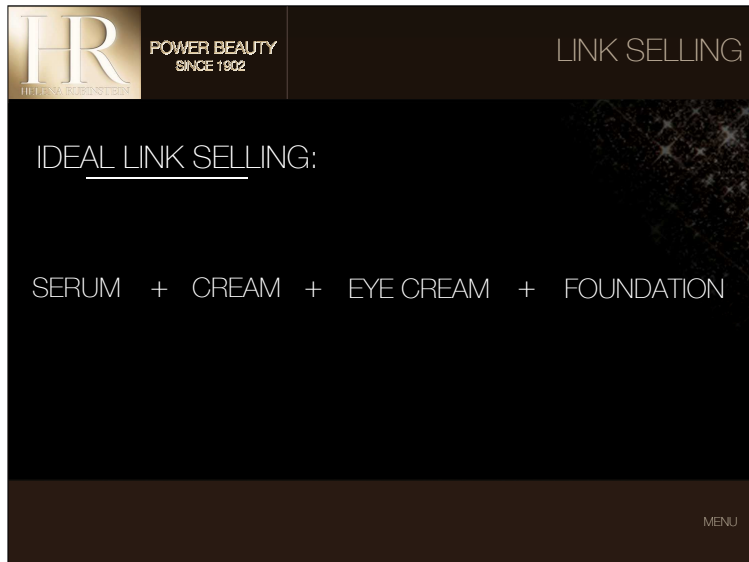 HR
HELENA RUBINSTEIN
POWER BEAUTY
SINCE 1902
LINK SELLING
IDEAL LINK SELLING:
SERUM + CREAM + EYE CREAM + FOUNDATION
MENU